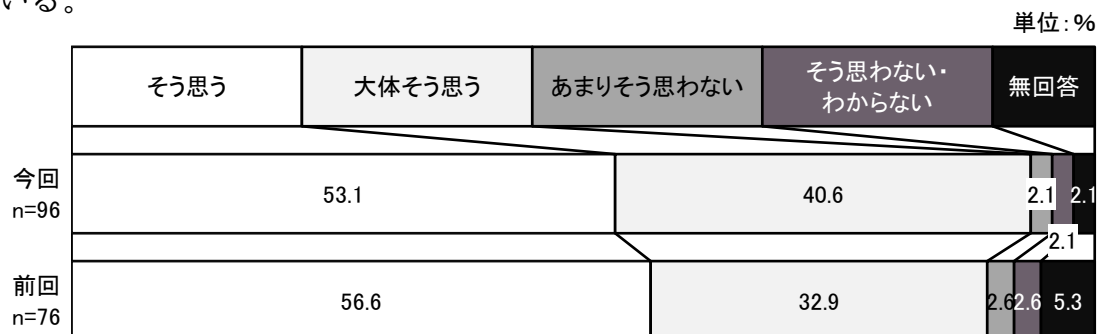 いる。
単位:%
そう思う
大体そう思う
あまりそう思わない
そう思わない・
わからない
無回答
今回
n=96
53.1
40.6
2.1
2.1
2.1
前回
n=76
56.6
32.9
2.6
2.6
5.3